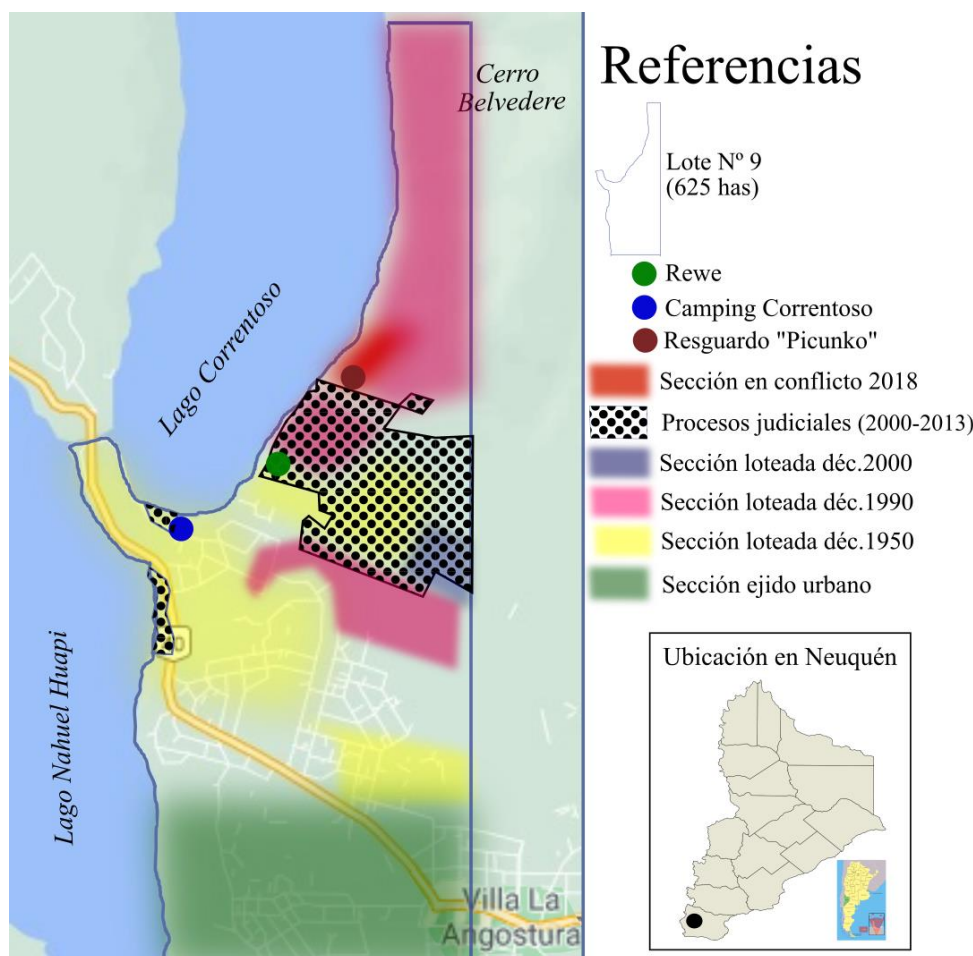 Cerro
Belvedere
Lago Correntoso
Lago Nahuel Huapi
Villa La
Angostura
Referencias
Lote Nº 9
(625 has)
Rewe
Camping Correntoso
Resguardo "Picunko"
Sección en conflicto 2018
Procesos judiciales (2000-2013)
Sección loteada déc.2000
Sección loteada déc.1990
Sección loteada déc.1950
Sección ejido urbano
Ubicación en Neuquén